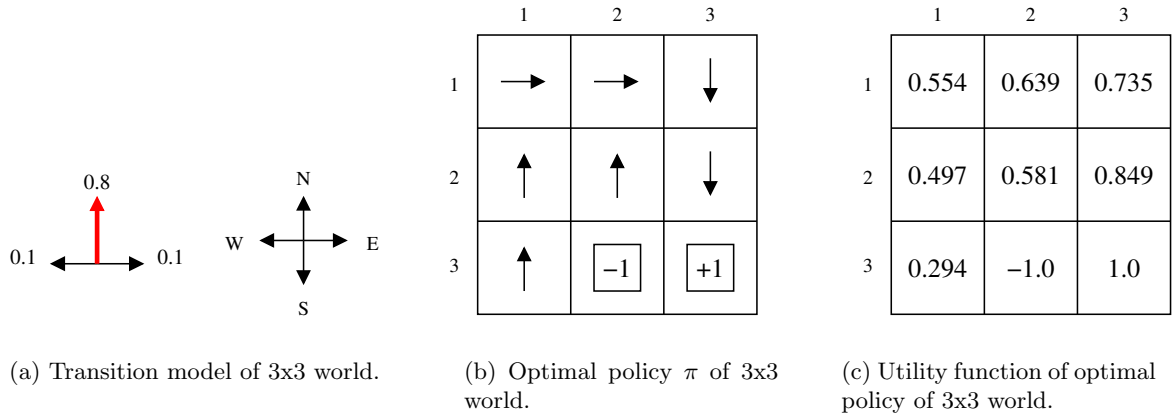 0.8
0.1 0.1
N
W E
S
(a) Transition model of 3x3 world.
1 2 3
1
2
3 −1 +1
(b) Optimal policy π of 3x3
world.
1 2 3
1 0.554 0.639 0.735
2 0.497 0.581 0.849
3 0.294 −1.0 1.0
(c) Utility function of optimal
policy of 3x3 world.